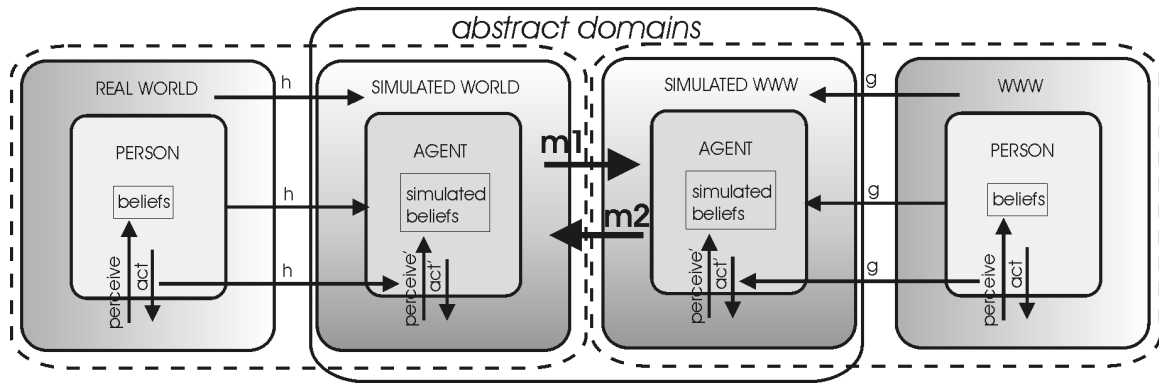 abstract domains
REAL WORLD
h
SIMULATED WORLD
SIMULATED WWW
g
WWW
PERSON
AGENT
m1
AGENT
PERSON
beliefs
h
simulated
beliefs
m2
simulated
beliefs
g
beliefs
perceive
act
h
perceive'
act'
perceive'
act'
g
perceive
act